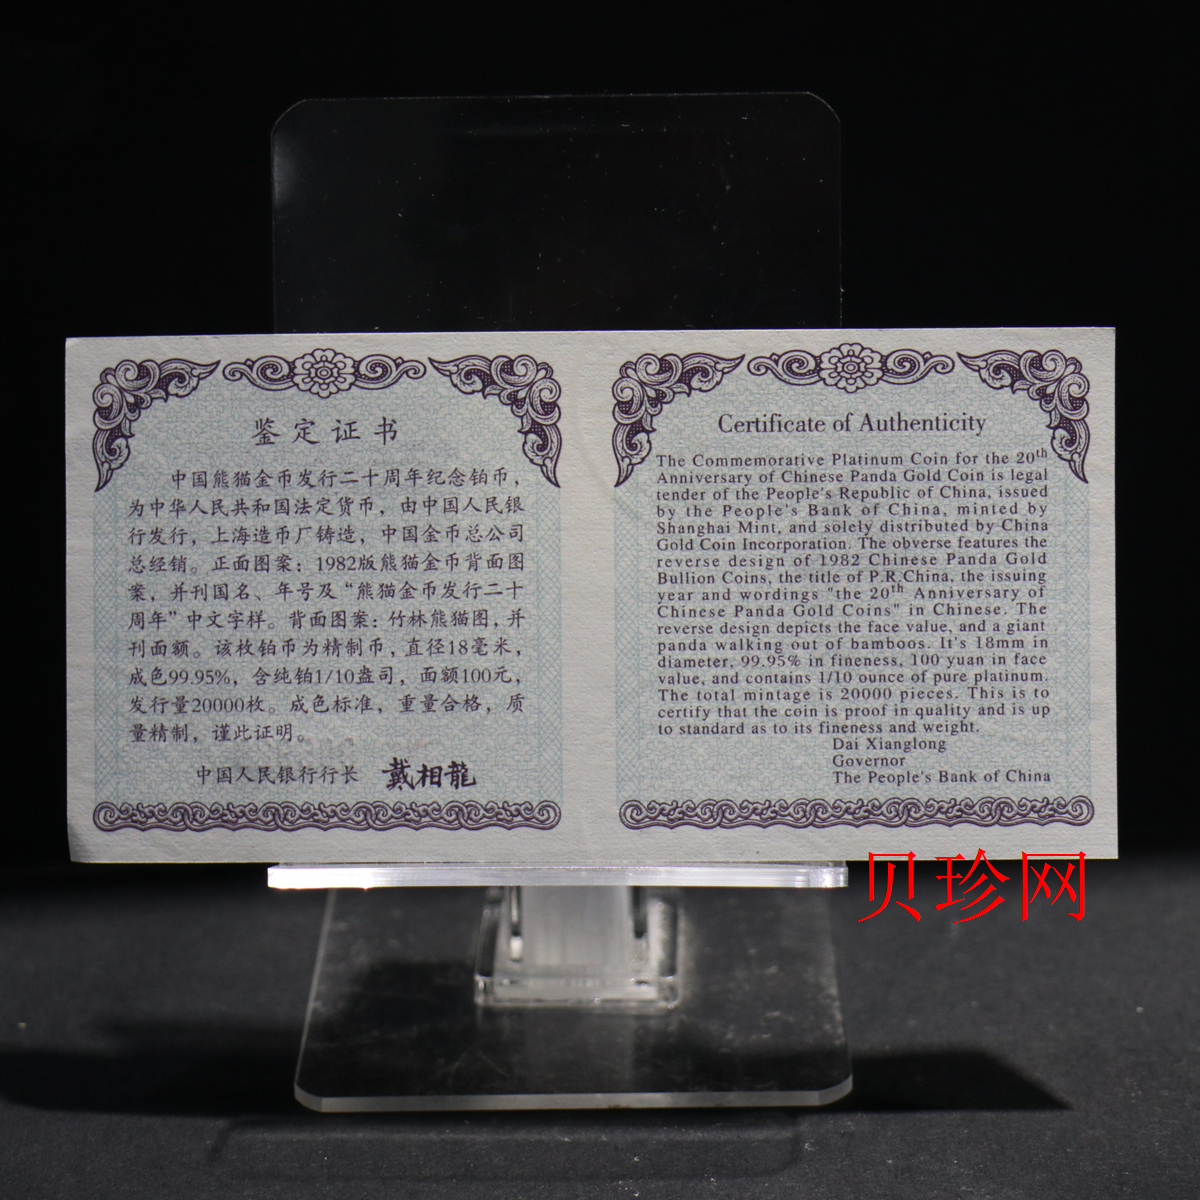 鉴定证书
中国熊猫金币发行二十周年纪念铂币，
为中华人民共和国法定货币，由中国人民银
行发行，上海造币厂铸造，中国金币总公司
总经销。正面图案：1982版熊猫金币背面图
案，并刊国名、年号及“熊猫金币发行二十
周年”中文字样。背面图案：竹林熊猫图，并
刊面额。该枚铂币为精制币，直径18毫米，
成色99.95%，含纯铂1/10盎司，面额100元，
发行量20000枚。成色标准，重量合格，质
量精制，谨此证明。
中国人民银行行长 戴相龍
Certificate of Authenticity
The Commemorative Platinum Coin for the 20th
Anniversary of Chinese Panda Gold Coin is legal
tender of the People's Republic of China, issued
by the People's Bank of China, minted by
Shanghai Mint, and solely distributed by China
Gold Coin Incorporation. The obverse features the
reverse design of 1982 Chinese Panda Gold
Bullion Coins, the title of P.R.China, the issuing
year and wordings "the 20th Anniversary of
Chinese Panda Gold Coins" in Chinese. The
reverse design depicts the face value, and a giant
panda walking out of bamboos. It's 18mm in
diameter, 99.95% in fineness, 100 yuan in face
value, and contains 1/10 ounce of pure platinum.
The total mintage is 20000 pieces. This is to
certify that the coin is proof in quality and is up
to standard as to its fineness and weight.
Dai Xianglong
Governor
The People's Bank of China
贝珍网